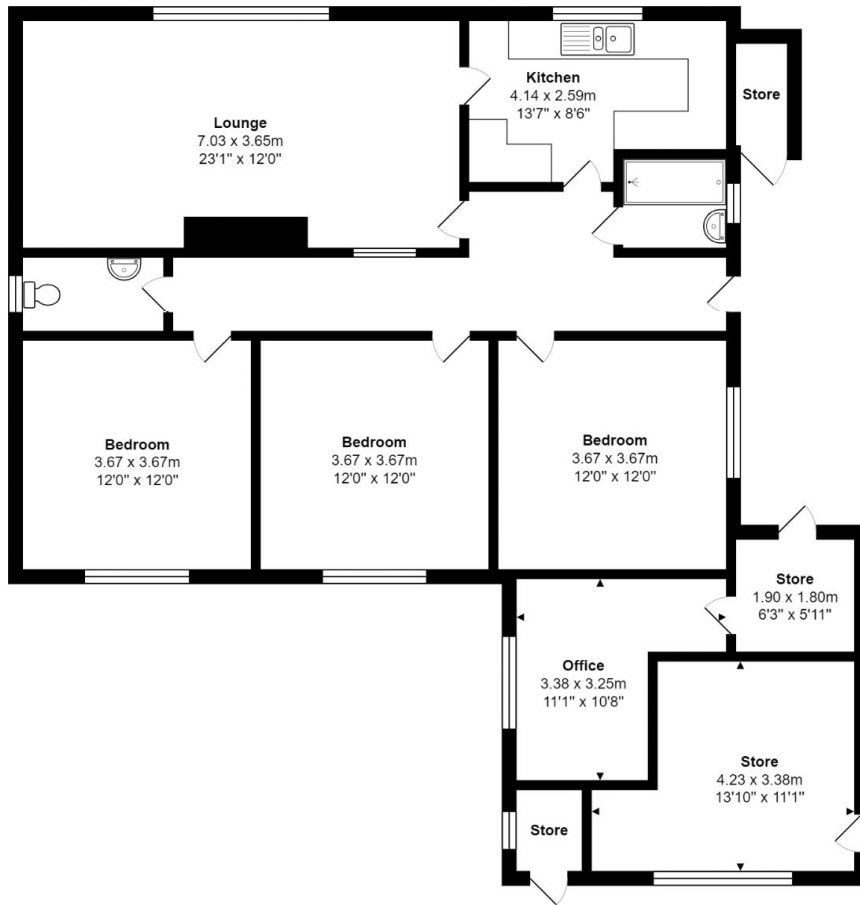 Kitchen
4.14 x 2.59m
13'7" x 8'6"
Store
Lounge
7.03 x 3.65m
23'1" x 12'0"
Bedroom
3.67 x 3.67m
12'0" x 12'0"
Bedroom
3.67 x 3.67m
12'0" x 12'0"
Bedroom
3.67 x 3.67m
12'0" x 12'0"
Store
1.90 x 1.80m
6'3" x 5'11"
Office
3.38 x 3.25m
11'1" x 10'8"
Store
4.23 x 3.38m
13'10" x 11'1"
Store